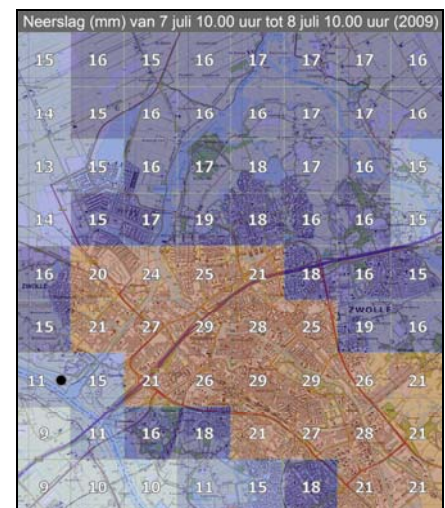 Neerslag (mm) van 7 juli 10.00 uur tot 8 juli 10.00 uur (2009)
15 16 15 16 17 17 17 16
14 15 16 16 16 17 16 16
13 15 16 17 18 17 16 15
14 15 17 19 18 16 16 15
16 20 24 25 21 18 16 15
ZWOLLE
ZWOLLE
15 21 27 29 28 25 19 16
11 15 21 26 29 29 26 21
9 11 16 18 21 27 28 21
9 10 10 11 15 18 21 21